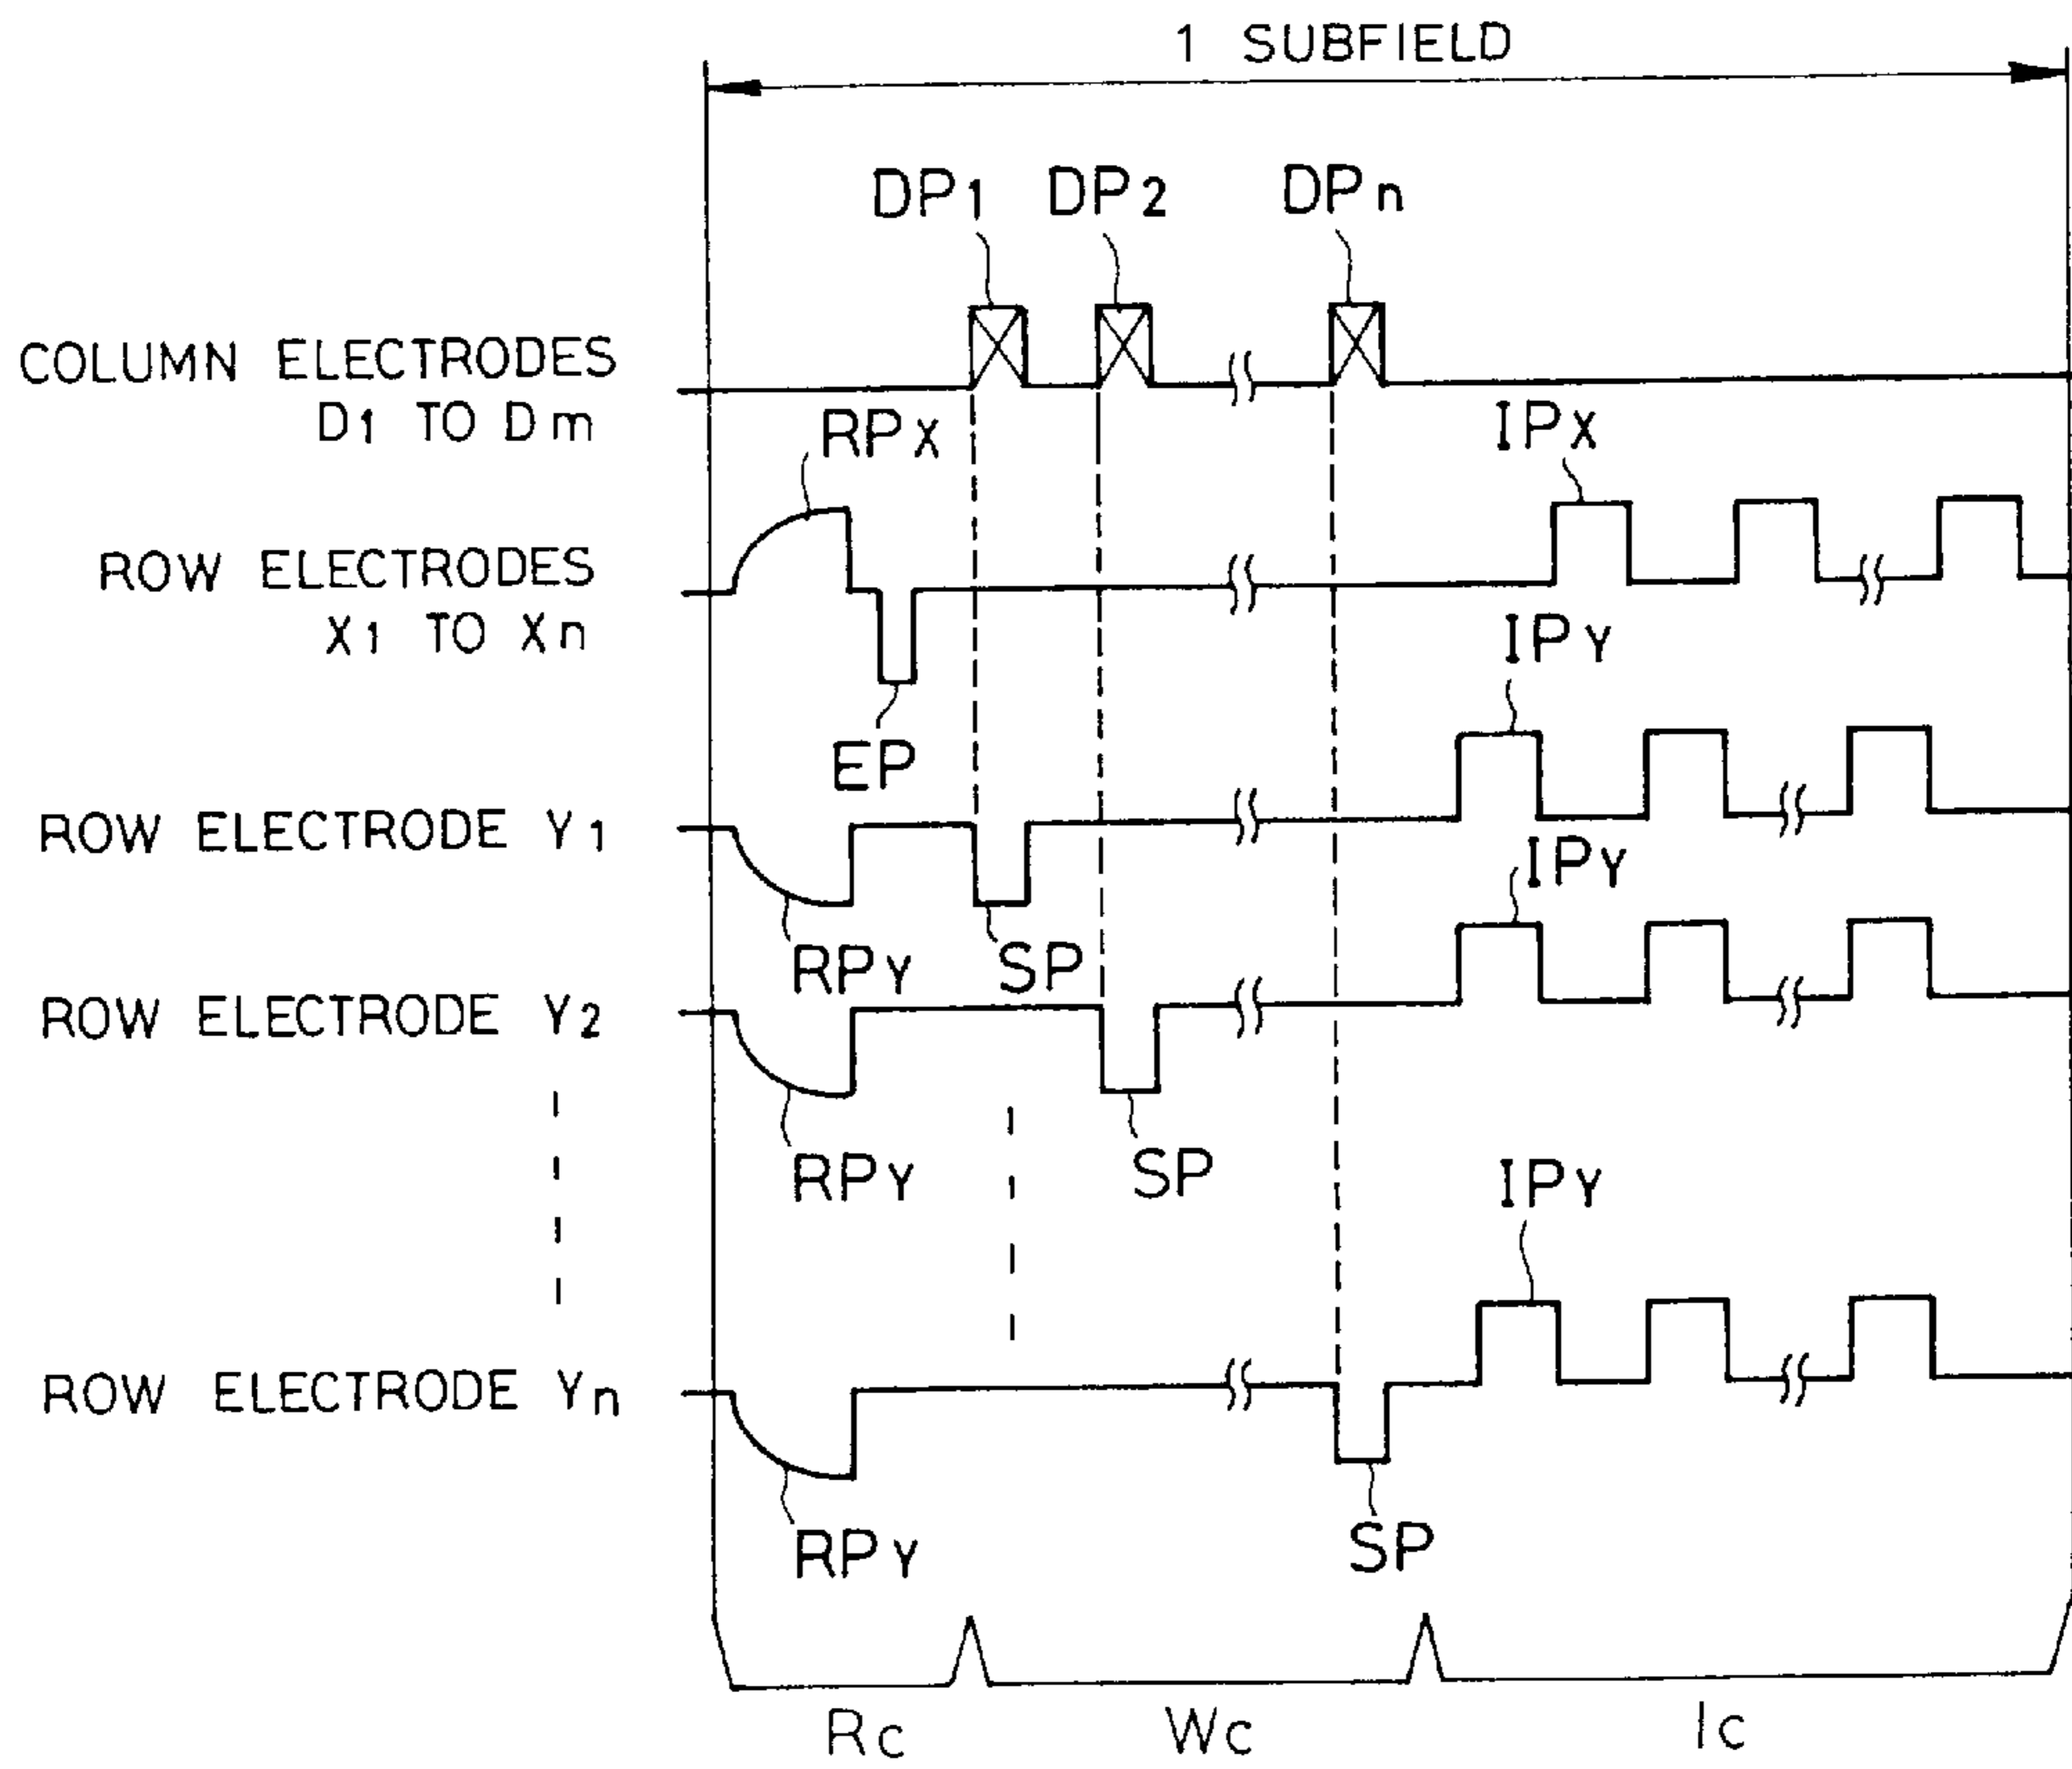 1 SUBFIELD
DP1 DP2 DPn
COLUMN ELECTRODES
D1 TO Dm
RPX
IPX
ROW ELECTRODES
X1 TO Xn
EP
IPY
ROW ELECTRODE Y1
RPY
SP
IPY
ROW ELECTRODE Y2
RPY
SP
IPY
ROW ELECTRODE Yn
RPY
SP
Rc Wc Ic